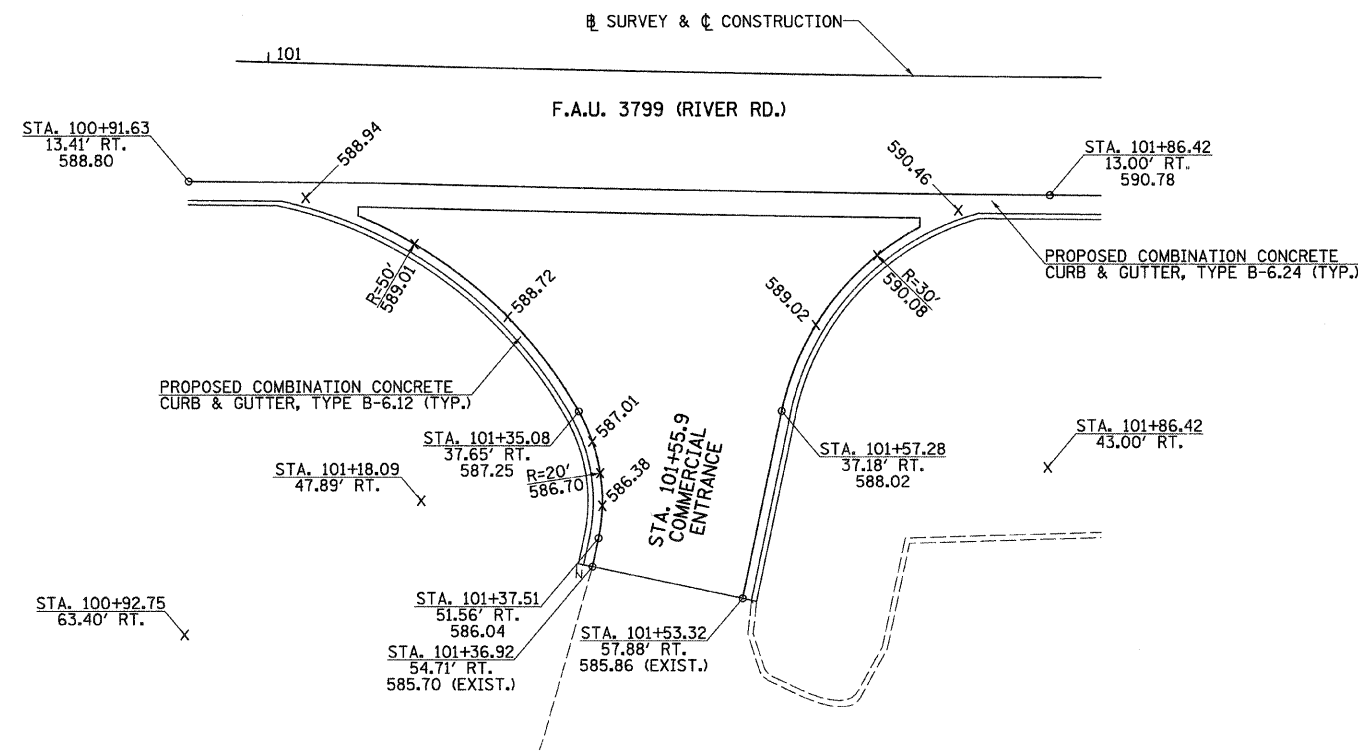 ℄ SURVEY & ℄ CONSTRUCTION
101
F.A.U. 3799 (RIVER RD.)
STA. 100+91.63
13.41' RT.
588.80
588.94
590.46
STA. 101+86.42
13.00' RT.
590.78
PROPOSED COMBINATION CONCRETE
CURB & GUTTER, TYPE B-6.24 (TYP.)
R=50'
589.01
588.72
589.02
R=30'
590.08
PROPOSED COMBINATION CONCRETE
CURB & GUTTER, TYPE B-6.12 (TYP.)
STA. 101+35.08
37.65' RT.
587.25
587.01
STA. 101+18.09
47.89' RT.
R=20'
586.70
586.38
STA. 101+55.9
COMMERCIAL
ENTRANCE
STA. 101+57.28
37.18' RT.
588.02
STA. 101+86.42
43.00' RT.
STA. 100+92.75
63.40' RT.
STA. 101+37.51
51.56' RT.
586.04
STA. 101+36.92
54.71' RT.
585.70 (EXIST.)
STA. 101+53.32
57.88' RT.
585.86 (EXIST.)